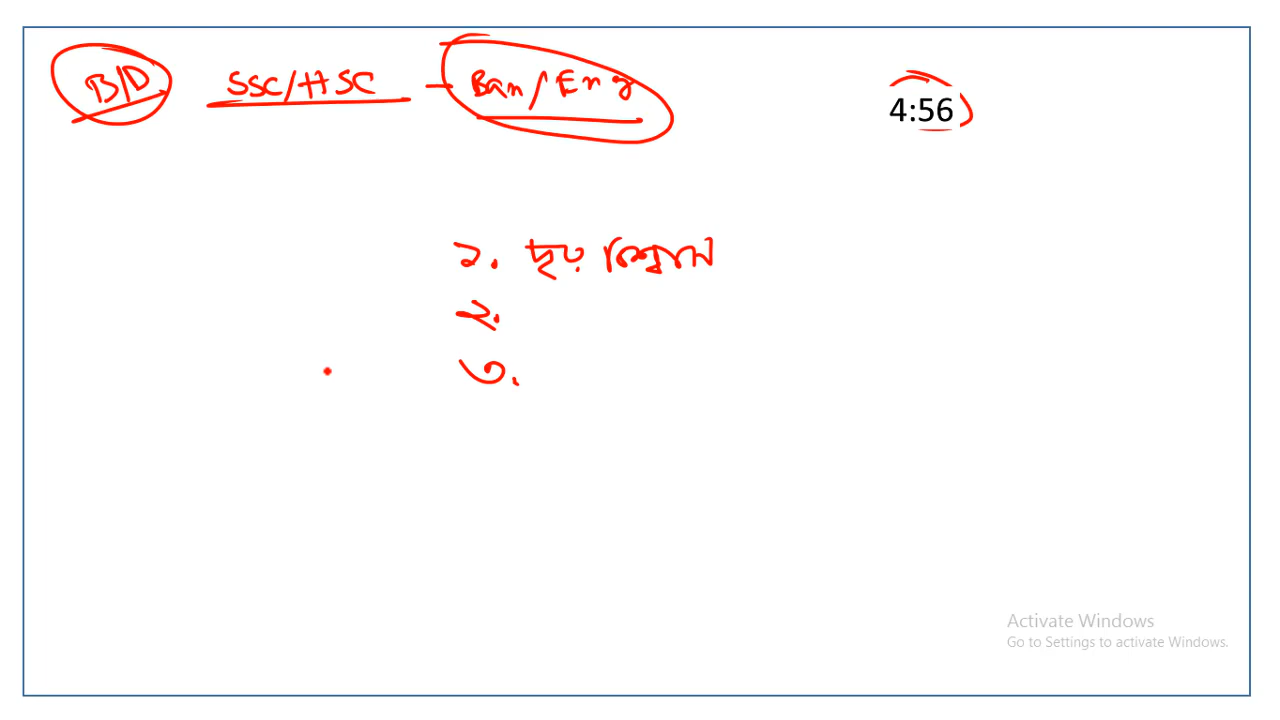 B/D SSC/HSC - Ban/Eng 4:56
১.
২.
৩.
Activate Windows
Go to Settings to activate Windows.